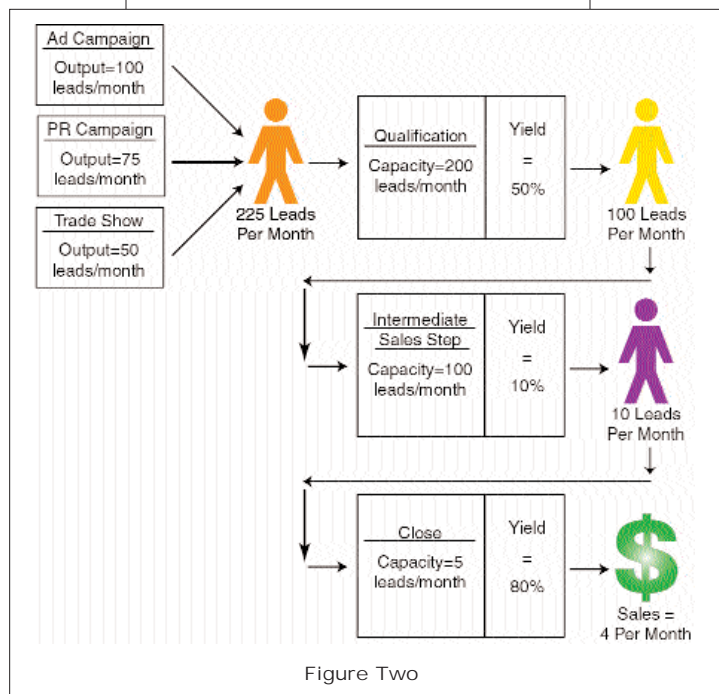 Ad Campaign
Output=100
leads/month
PR Campaign
Output=75
leads/month
Trade Show
Output=50
leads/month
225 Leads
Per Month
Qualification
Capacity=200
leads/month
Yield
=
50%
100 Leads
Per Month
Intermediate
Sales Step
Capacity=100
leads/month
Yield
=
10%
10 Leads
Per Month
Close
Capacity=5
leads/month
Yield
=
80%
$
Sales =
4 Per Month
Figure Two